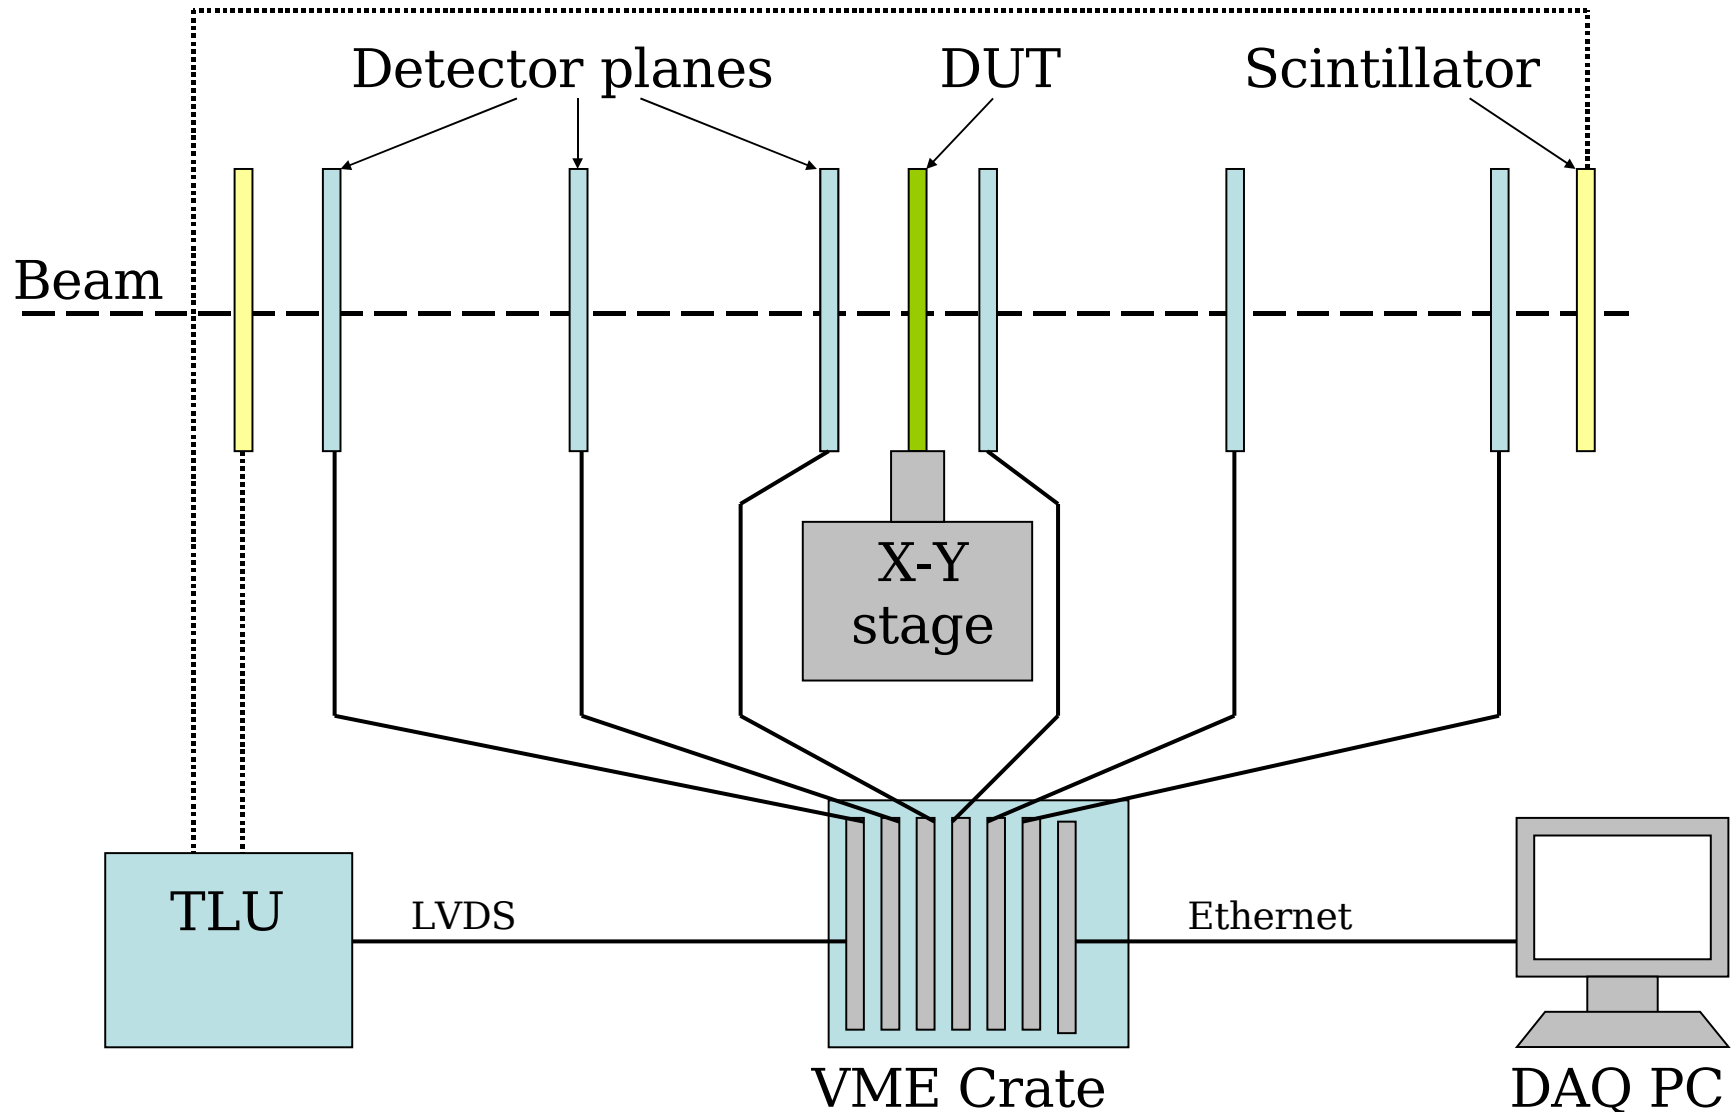 Detector planes
DUT
Scintillator
Beam
X-Y
stage
TLU
LVDS
Ethernet
VME Crate
DAQ PC